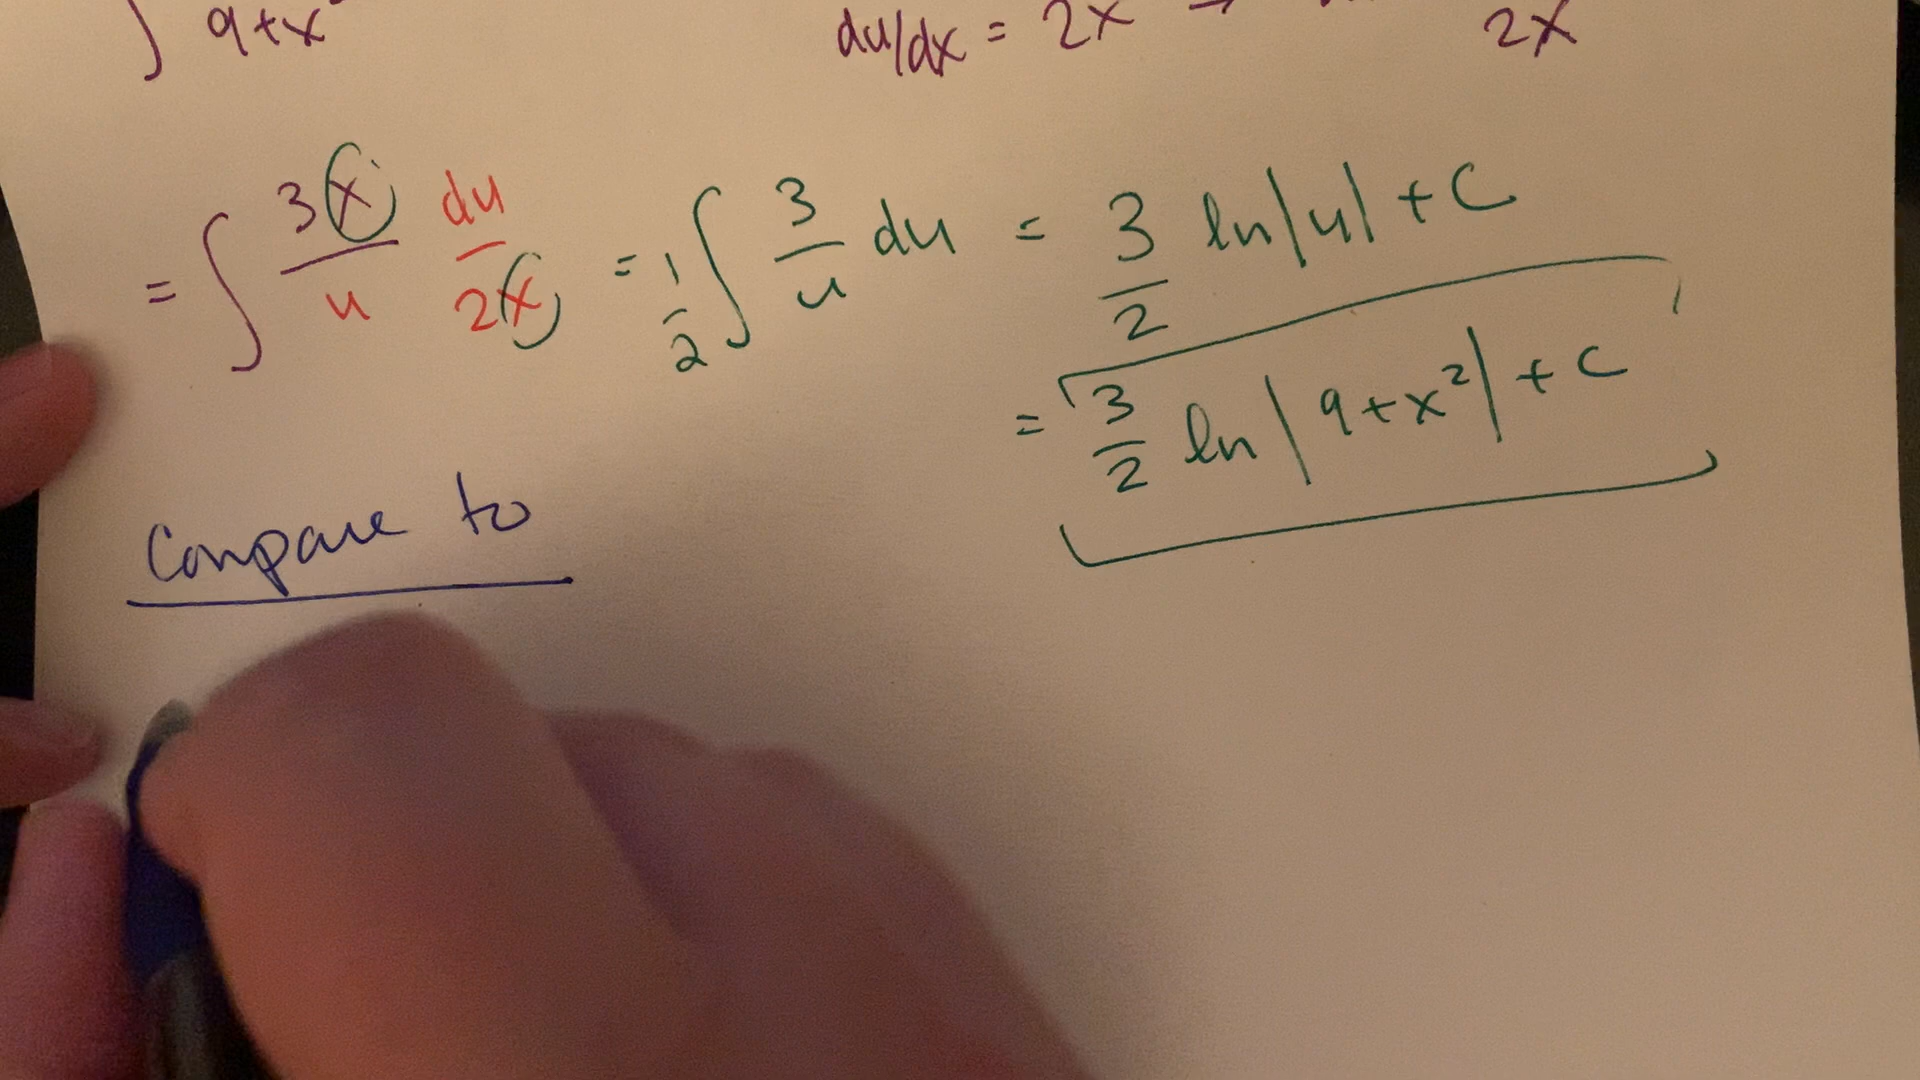 ∫ 9+x² du/dx = 2x → 2x
= ∫ 3x/u du/2x = 1/2 ∫ 3/u du = 3/2 ln|u| + C
= 3/2 ln|9+x²| + C
Compare to